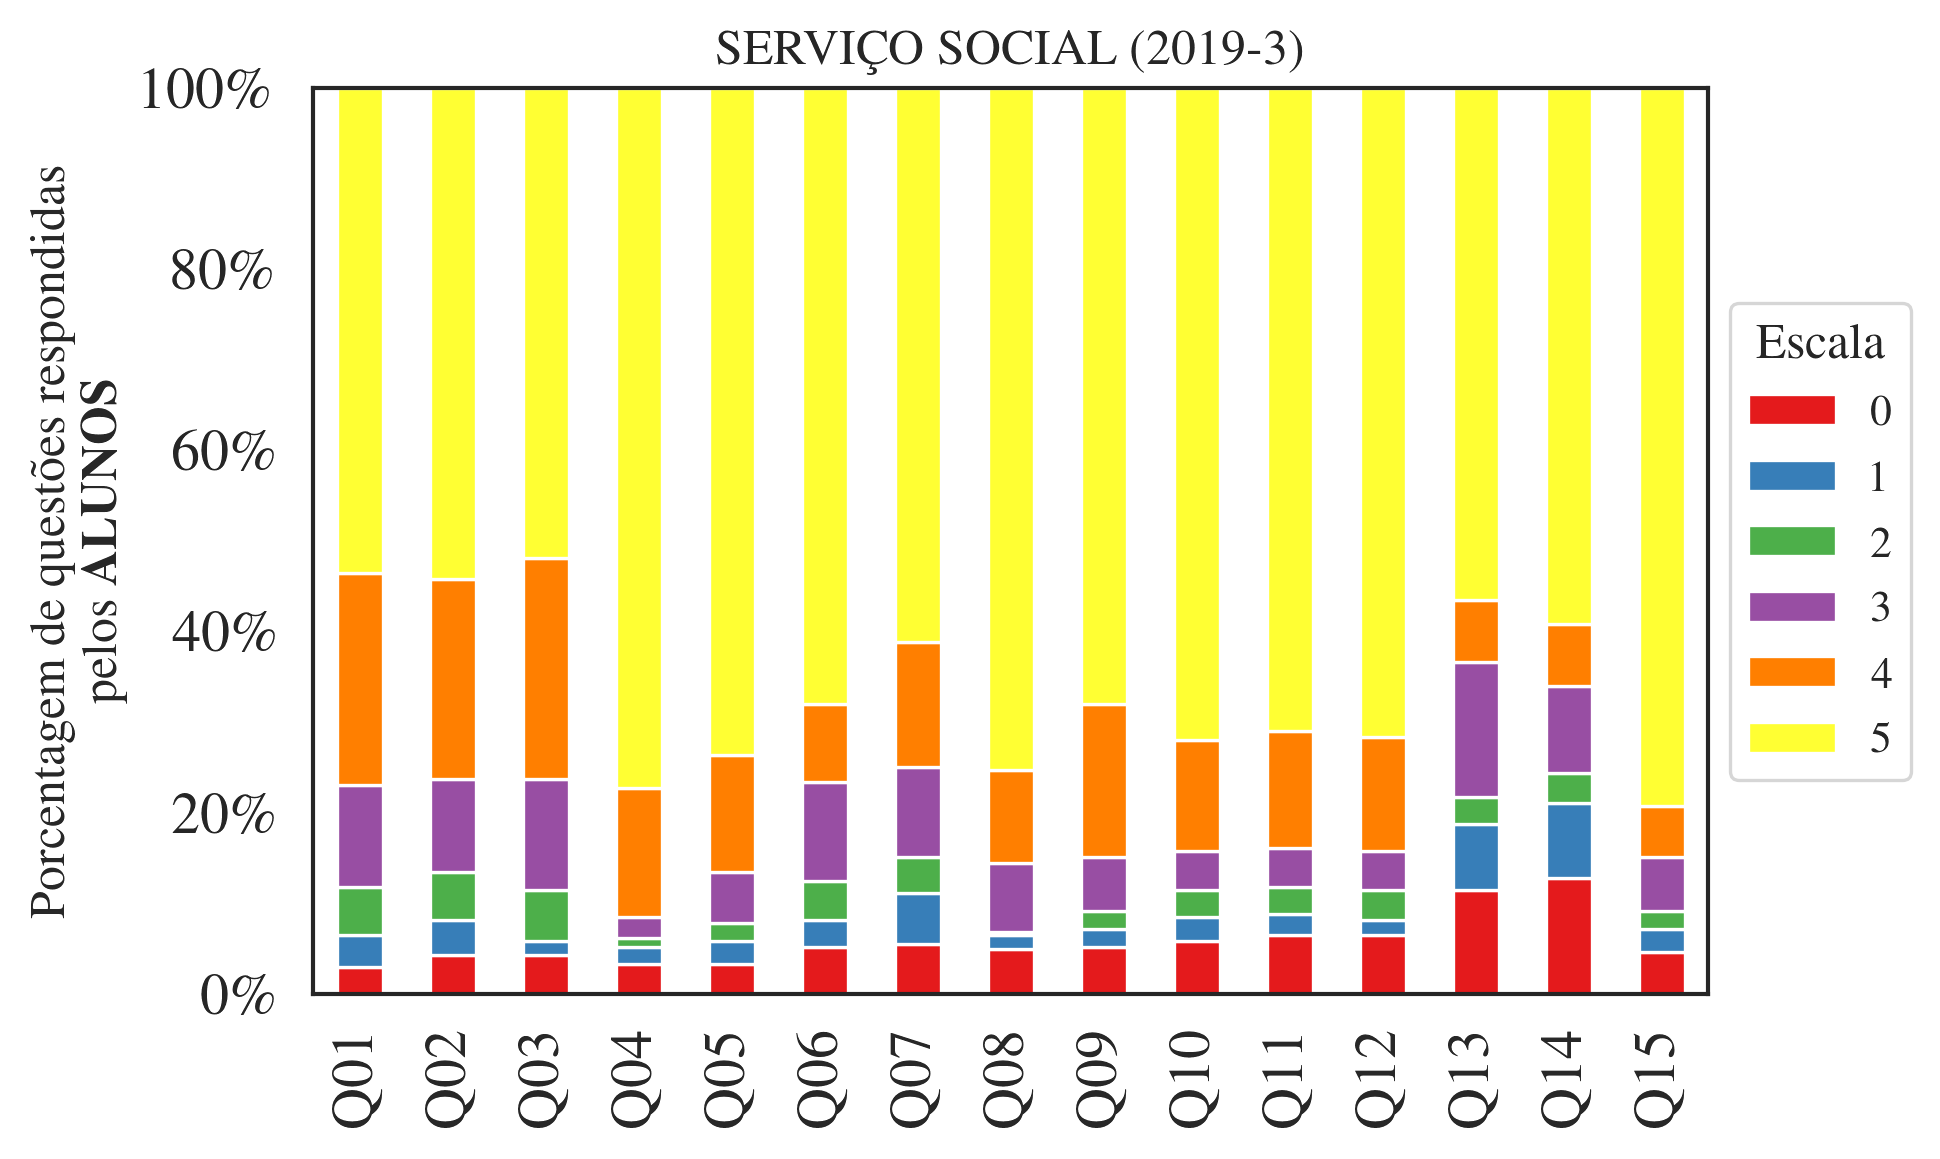 SERVIÇO SOCIAL (2019-3)
Porcentagem de questões respondidas
pelos ALUNOS
100%
80%
60%
40%
20%
0%
Q01
Q02
Q03
Q04
Q05
Q06
Q07
Q08
Q09
Q10
Q11
Q12
Q13
Q14
Q15
Escala
0
1
2
3
4
5